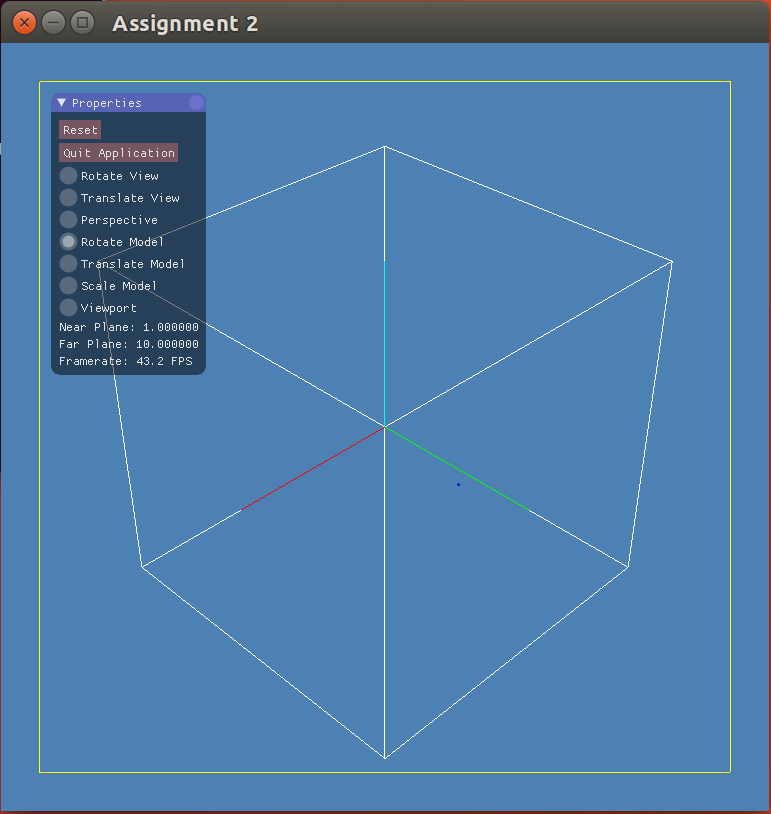 Assignment 2
Properties
Reset
Quit Application
Rotate View
Translate View
Perspective
Rotate Model
Translate Model
Scale Model
Viewport
Near Plane: 1.000000
Far Plane: 10.000000
Framerate: 43.2 FPS